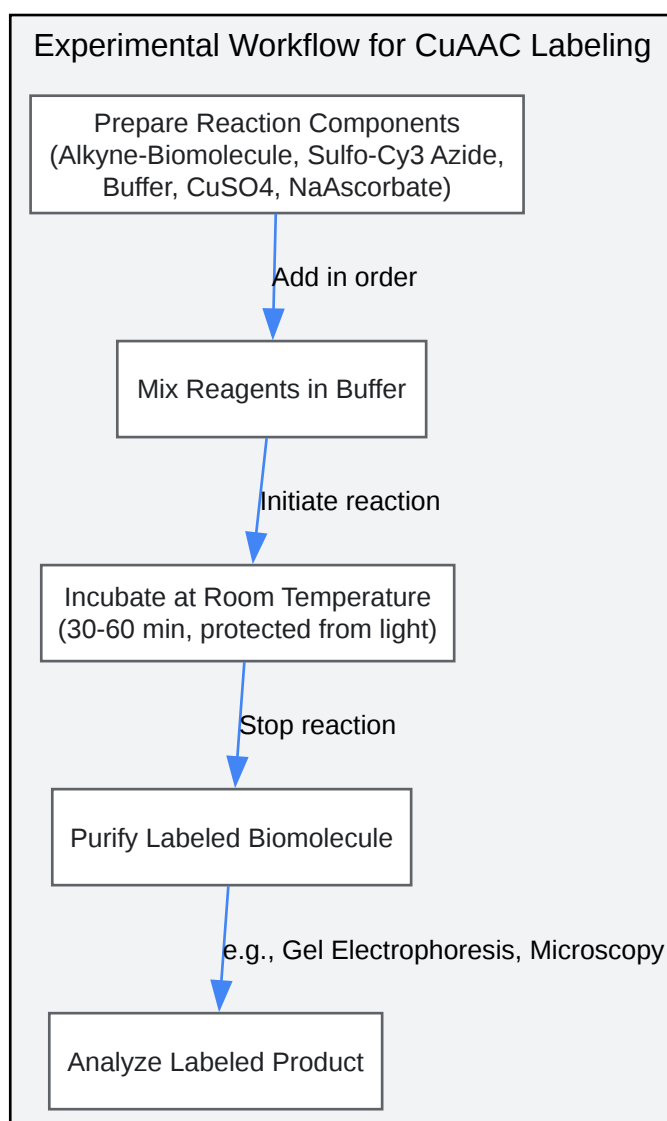 Experimental Workflow for CuAAC Labeling
Prepare Reaction Components
(Alkyne-Biomolecule, Sulfo-Cy3 Azide,
Buffer, CuSO4, NaAscorbate)
Add in order
Mix Reagents in Buffer
Initiate reaction
Incubate at Room Temperature
(30-60 min, protected from light)
Stop reaction
Purify Labeled Biomolecule
e.g., Gel Electrophoresis, Microscopy
Analyze Labeled Product